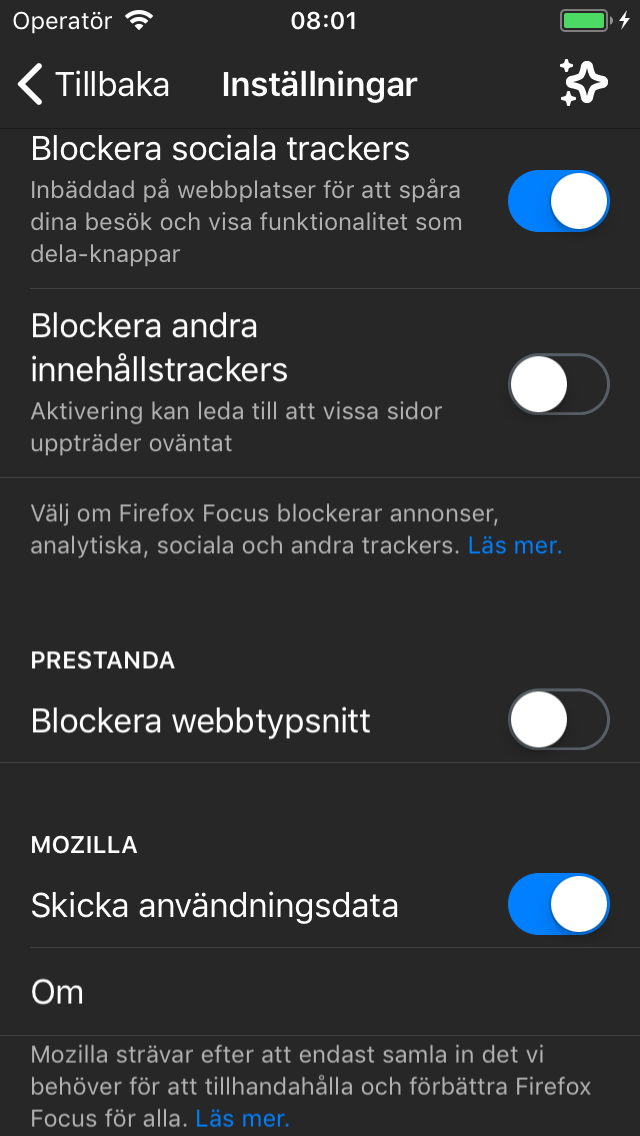 Operatör
08:01
Tillbaka
Inställningar
Blockera sociala trackers
Inbäddad på webbplatser för att spåra
dina besök och visa funktionalitet som
dela-knappar
Blockera andra
innehållstrackers
Aktivering kan leda till att vissa sidor
uppträder oväntat
Välj om Firefox Focus blockerar annonser,
analytiska, sociala och andra trackers. Läs mer.
PRESTANDA
Blockera webbtypsnitt
MOZILLA
Skicka användningsdata
Om
Mozilla strävar efter att endast samla in det vi
behöver för att tillhandahålla och förbättra Firefox
Focus för alla. Läs mer.